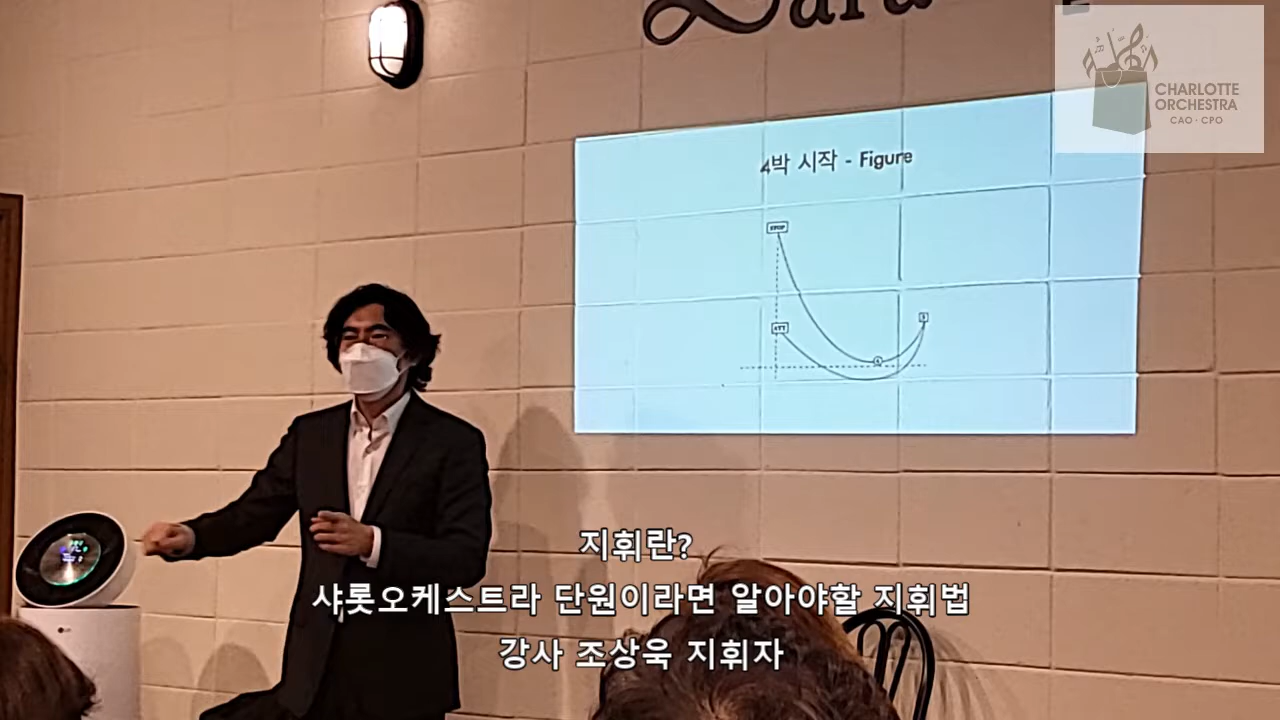 CHARLOTTE
ORCHESTRA
CAO · CPO
4박 시작 - Figure
STOP
ATT
지휘란?
샤롯오케스트라 단원이라면 알아야할 지휘법
강사 조상욱 지휘자